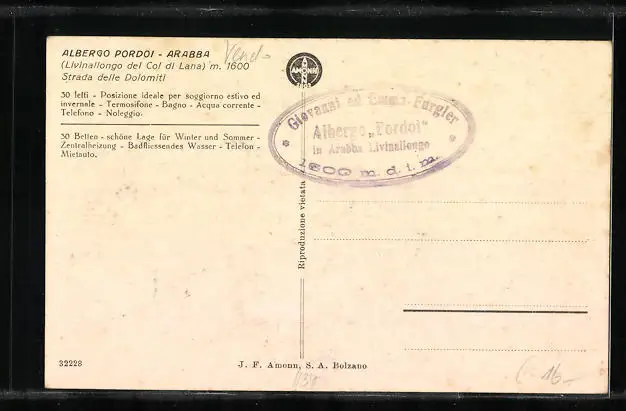 ALBERGO PORDOI - ARABBA
(Livinallongo del Col di Lana) m. 1600
Strada delle Dolomiti
30 letti - Posizione ideale per soggiorno estivo ed
invernale - Termosifone - Bagno - Acqua corrente -
Telefono - Noleggio.
30 Betten - schöne Lage für Winter und Sommer -
Zentralheizung - Badfliessendes Wasser - Telefon -
Mietauto.
AMONN
Giovanni ed Emma Furgler
Albergo „Pordoi"
in Arabba Livinallongo
1600 m. d. i. m.
Riproduzione vietata
32228
J. F. Amonn, S. A. Bolzano
16.-